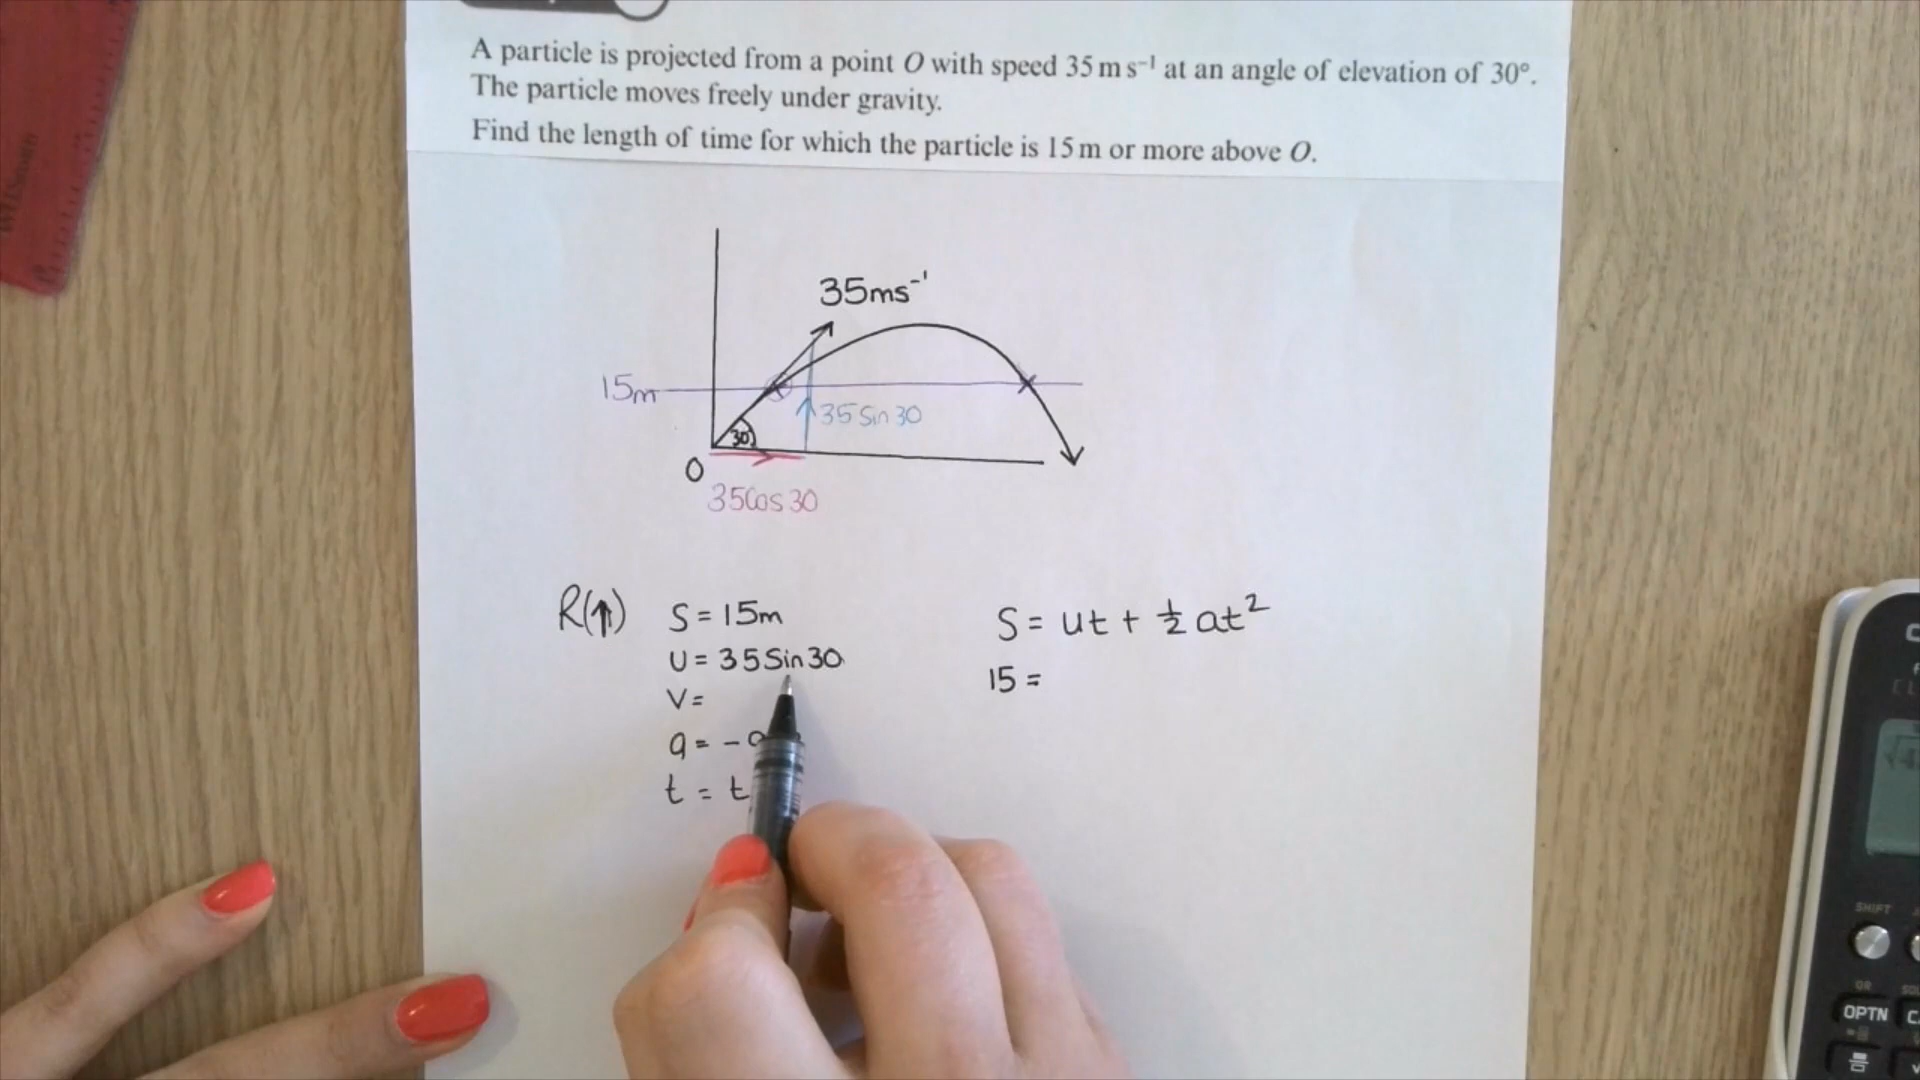 A particle is projected from a point O with speed 35 m s⁻¹ at an angle of elevation of 30°.
The particle moves freely under gravity.
Find the length of time for which the particle is 15 m or more above O.
35ms⁻¹
15m
35 Sin 30
30
O
35Cos 30
R(↑) S = 15m
U = 35Sin30
V =
a = -
t = t
S = ut + ½ at²
15 =
SHIFT
OPTN